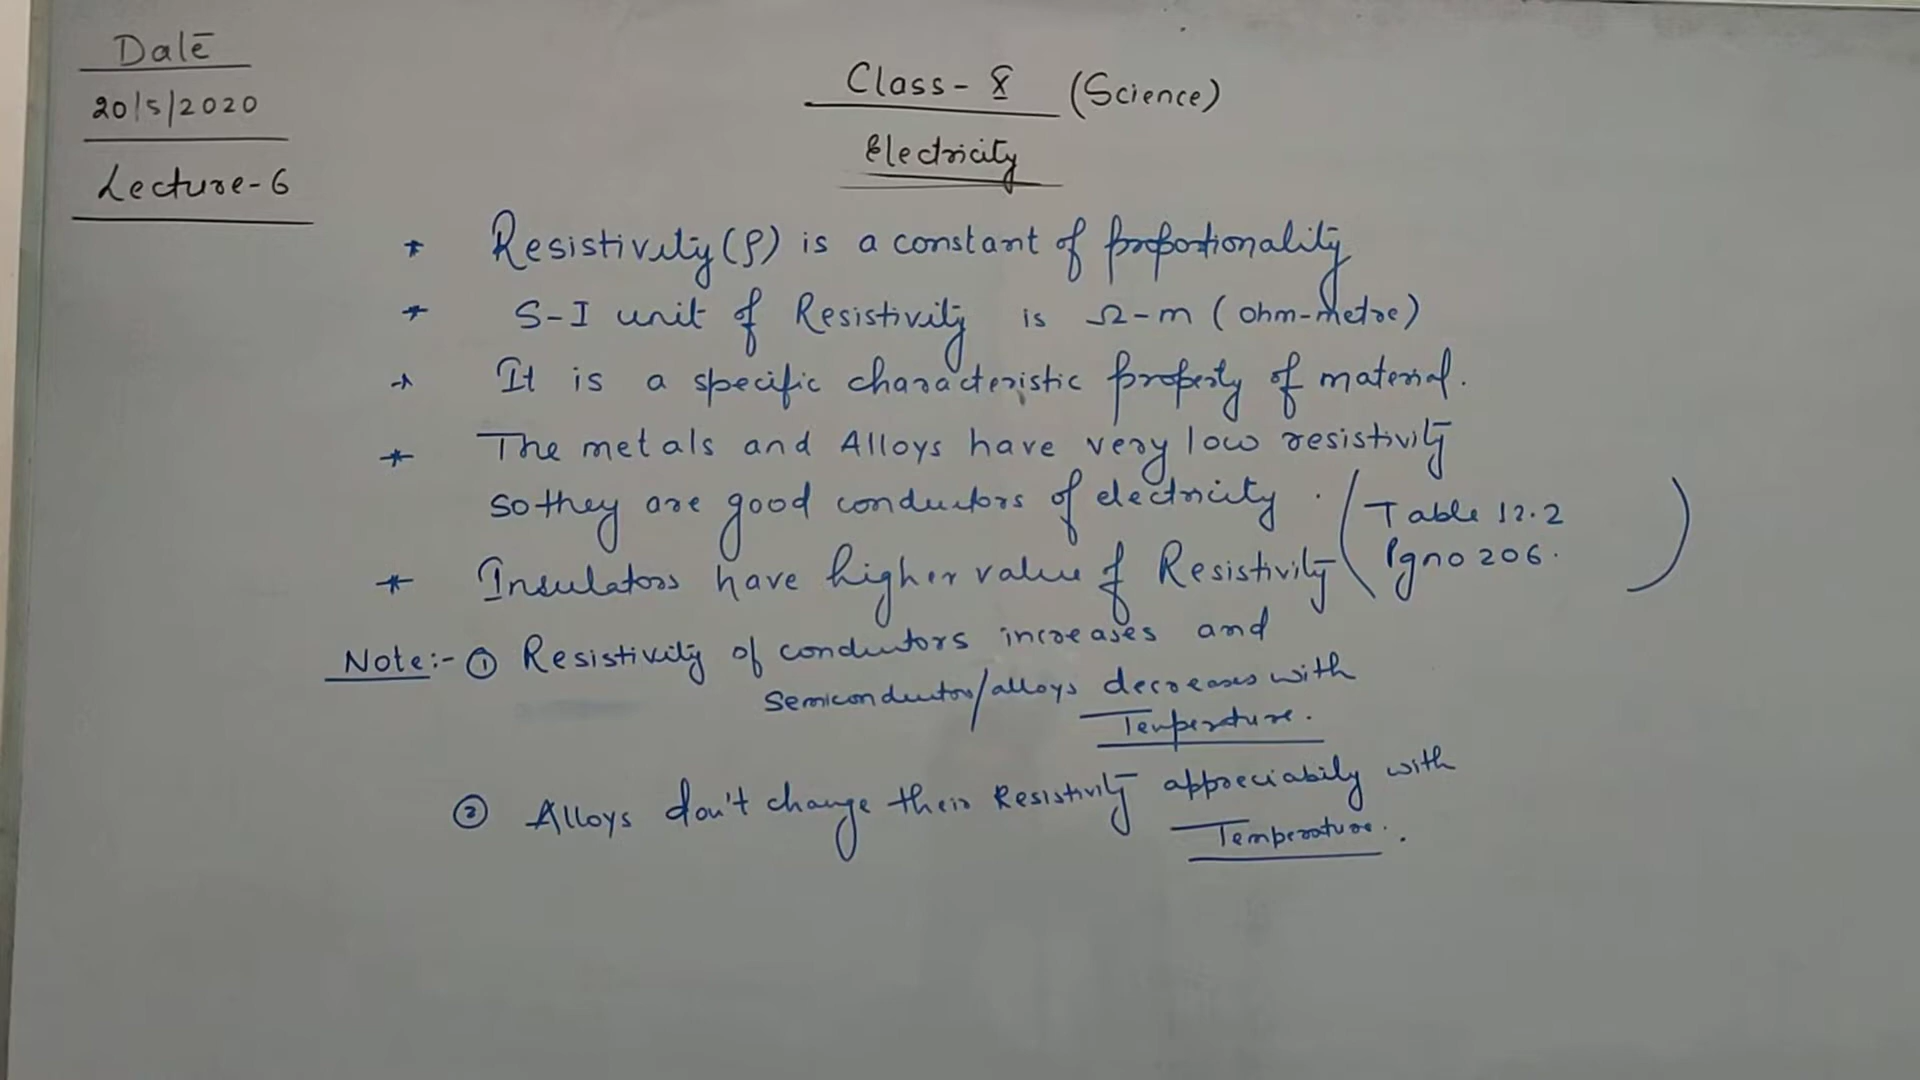 Date
20/5/2020
Lecture-6
Class- X (Science)
Electricity
* Resistivity (ρ) is a constant of proportionality
* S-I unit of Resistivity is Ω-m (ohm-metre)
* It is a specific characteristic property of material.
* The metals and Alloys have very low resistivity
so they are good conductors of electricity. (Table 12.2
Pg no 206.)
* Insulators have higher value of Resistivity
Note:- ① Resistivity of conductors increases and
Semiconductor/alloys decreases with
Temperature.
② Alloys don't change their Resistivity appreciabily with
Temperature.